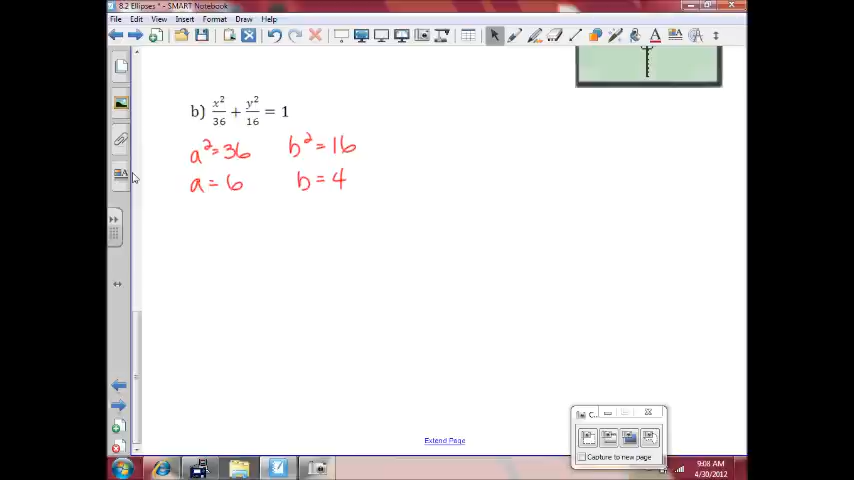 8.2 Ellipses * - SMART Notebook
File Edit View Insert Format Draw Help
b) x²/36 + y²/16 = 1
a² = 36 b² = 16
a = 6 b = 4
Extend Page
C..
Capture to new page
9:08 AM
4/30/2012